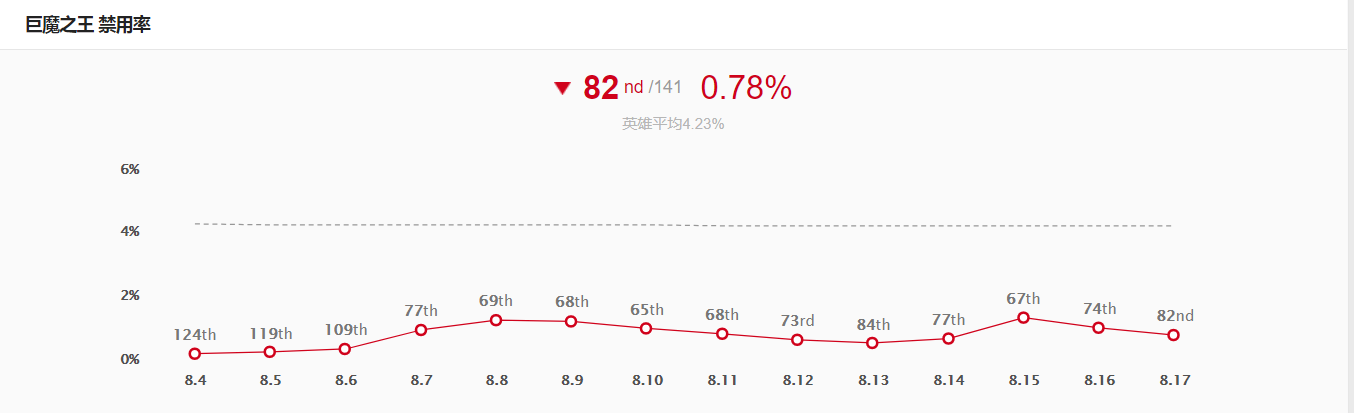 巨魔之王 禁用率
▼ 82 nd /141 0.78%
英雄平均4.23%
6%
4%
2%
0%
124th 119th 109th 77th 69th 68th 65th 68th 73rd 84th 77th 67th 74th 82nd
8.4 8.5 8.6 8.7 8.8 8.9 8.10 8.11 8.12 8.13 8.14 8.15 8.16 8.17